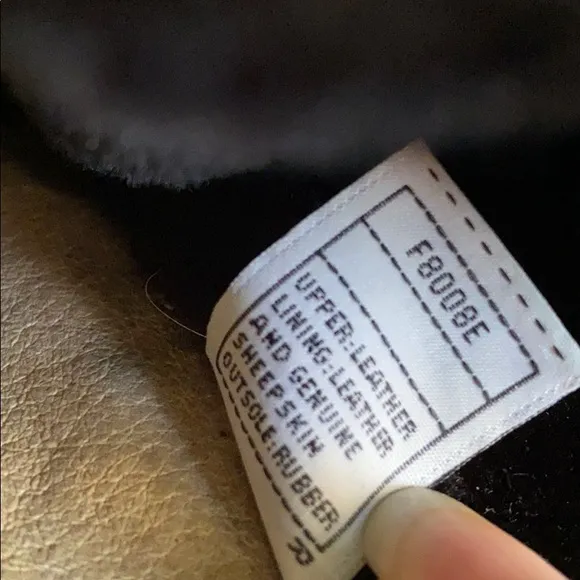 F8008E
UPPER:LEATHER
LINING:LEATHER
AND GENUINE
SHEEPSKIN
OUTSOLE:RUBBER